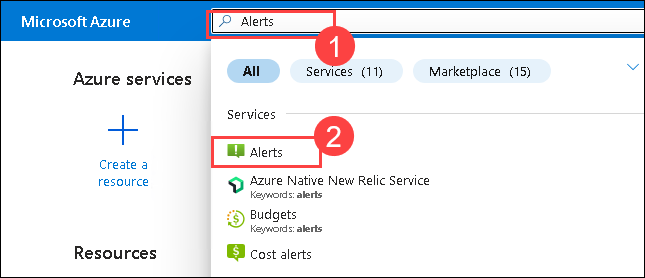 Microsoft Azure
Alerts
1
All
Services (11)
Marketplace (15)
Azure services
Create a
resource
Resources
Services
2
Alerts
Azure Native New Relic Service
Keywords: alerts
Budgets
Keywords: alerts
Cost alerts